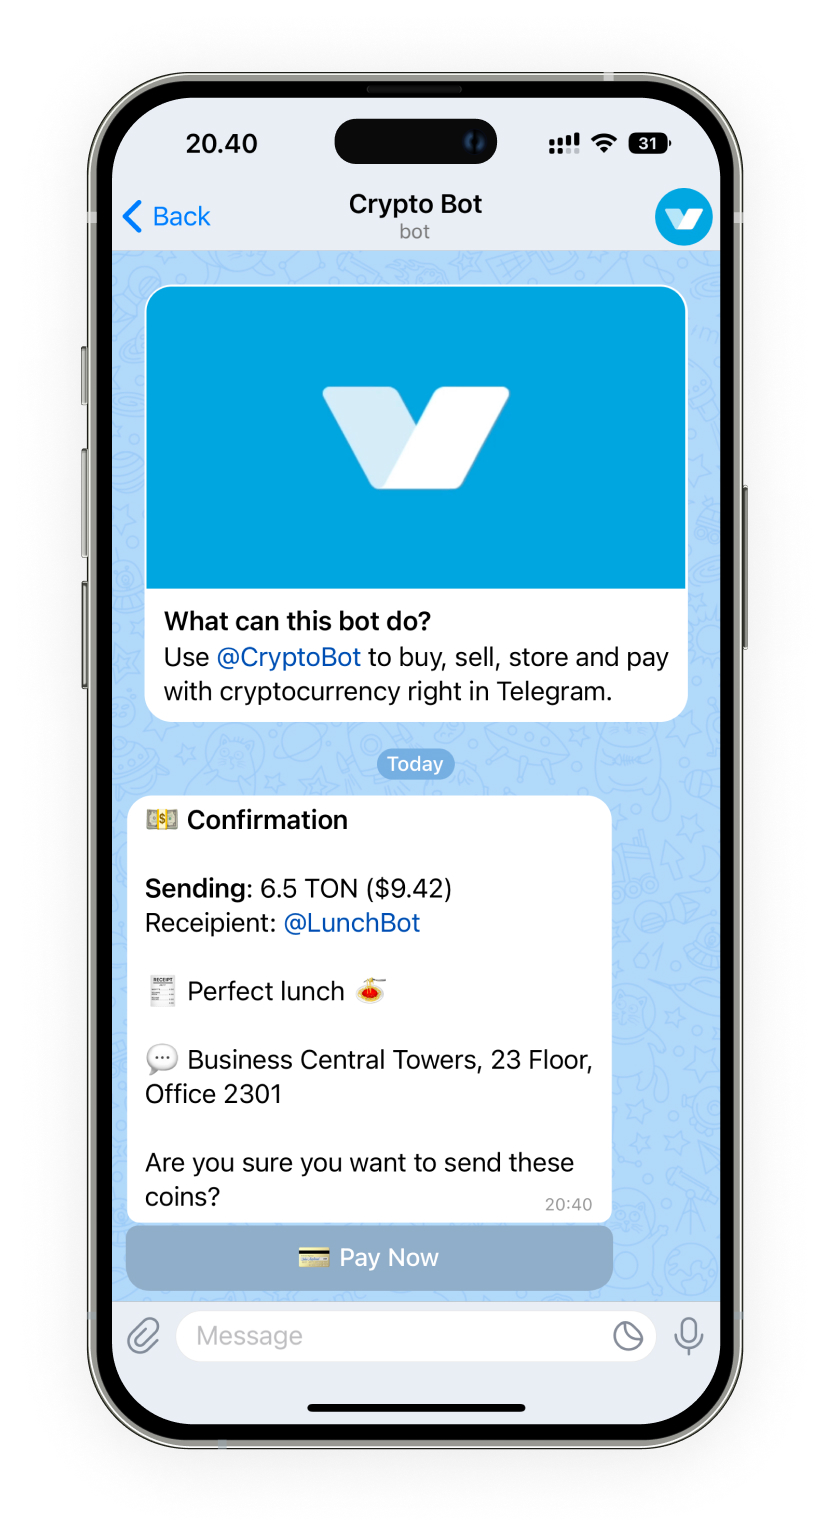 20.40
31
Back
Crypto Bot
bot
What can this bot do?
Use @CryptoBot to buy, sell, store and pay
with cryptocurrency right in Telegram.
Today
💵 Confirmation
Sending: 6.5 TON ($9.42)
Receipient: @LunchBot
🧾 Perfect lunch 🍝
💬 Business Central Towers, 23 Floor,
Office 2301
Are you sure you want to send these
coins?
20:40
💳 Pay Now
Message